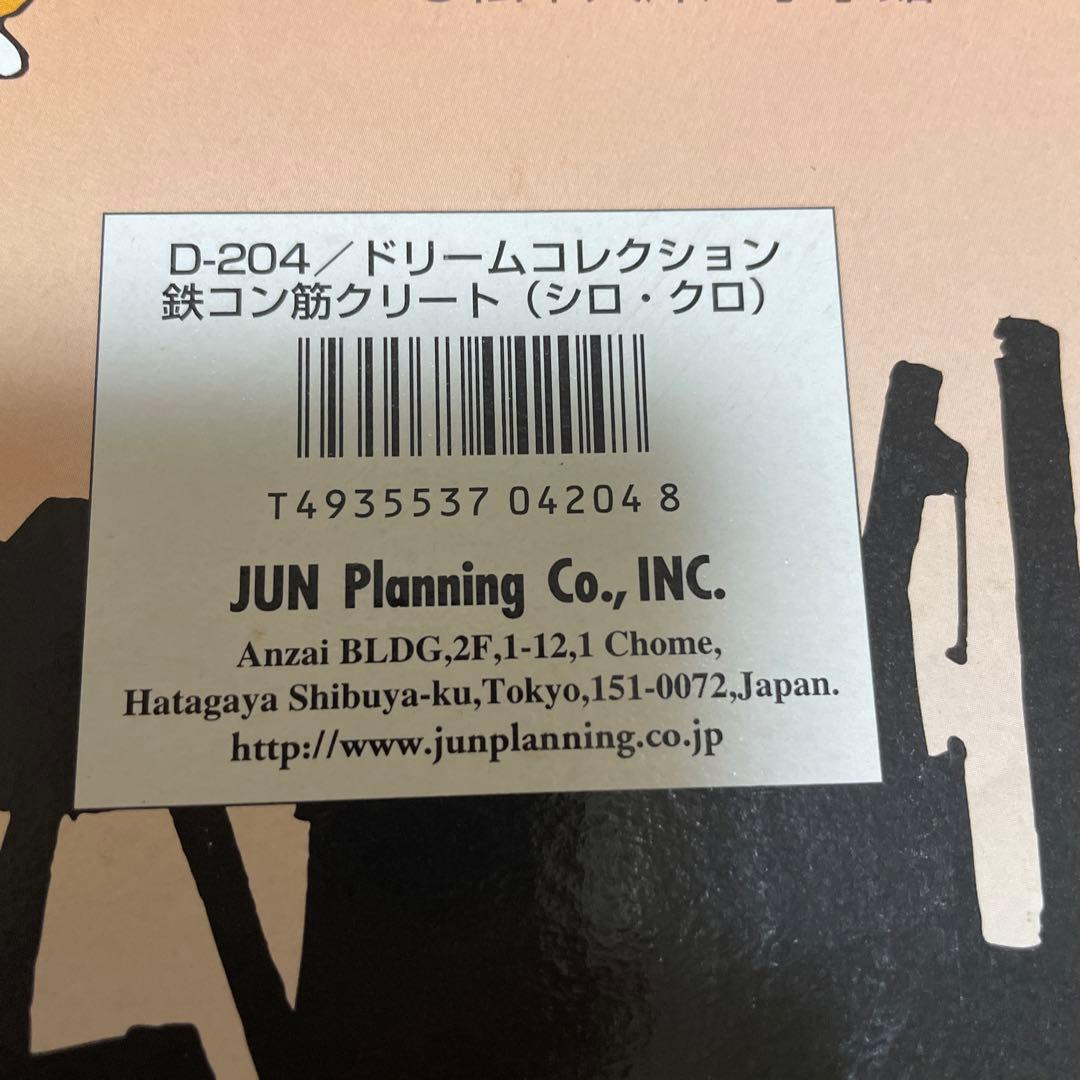 D-204／ドリームコレクション
鉄コン筋クリート（シロ・クロ）
T4935537 04204 8
JUN Planning Co., INC.
Anzai BLDG,2F,1-12,1 Chome,
Hatagaya Shibuya-ku,Tokyo,151-0072,Japan.
http://www.junplanning.co.jp